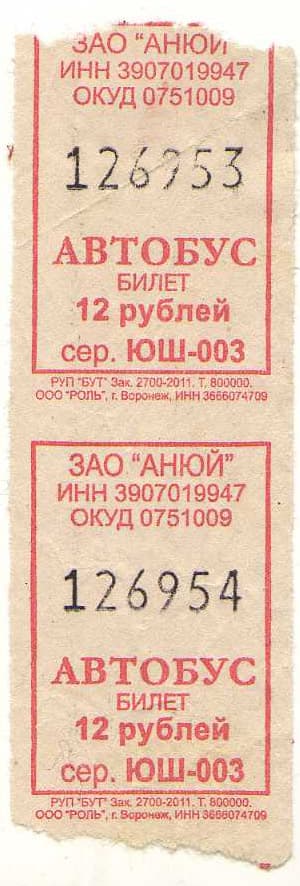 ЗАО "АНЮЙ"
ИНН 3907019947
ОКУД 0751009
126953
АВТОБУС
БИЛЕТ
12 рублей
сер. ЮШ-003
РУП "БУТ" Зак. 2700-2011. Т. 800000.
ООО "РОЛЬ", г. Воронеж, ИНН 3666074709
ЗАО "АНЮЙ"
ИНН 3907019947
ОКУД 0751009
126954
АВТОБУС
БИЛЕТ
12 рублей
сер. ЮШ-003
РУП "БУТ" Зак. 2700-2011. Т. 800000.
ООО "РОЛЬ", г. Воронеж, ИНН 3666074709